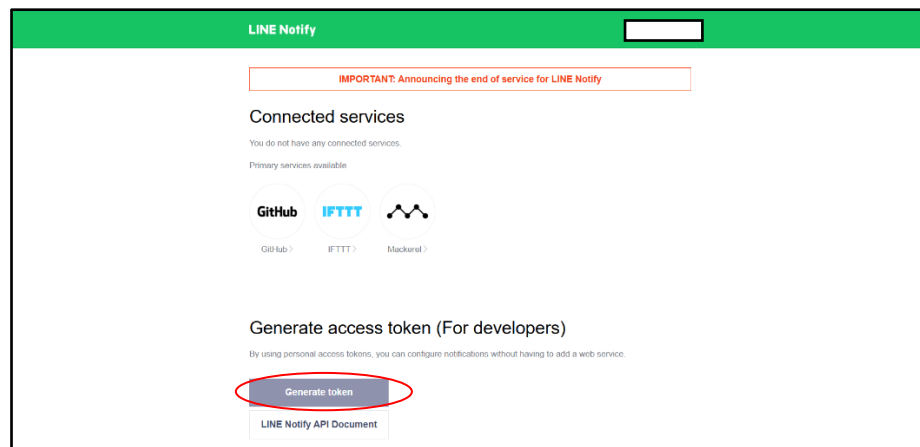 LINE Notify
IMPORTANT: Announcing the end of service for LINE Notify
Connected services
You do not have any connected services.
Primary services available
GitHub IFTTT
GitHub > IFTTT > Mackerel >
Generate access token (For developers)
By using personal access tokens, you can configure notifications without having to add a web service.
Generate token
LINE Notify API Document